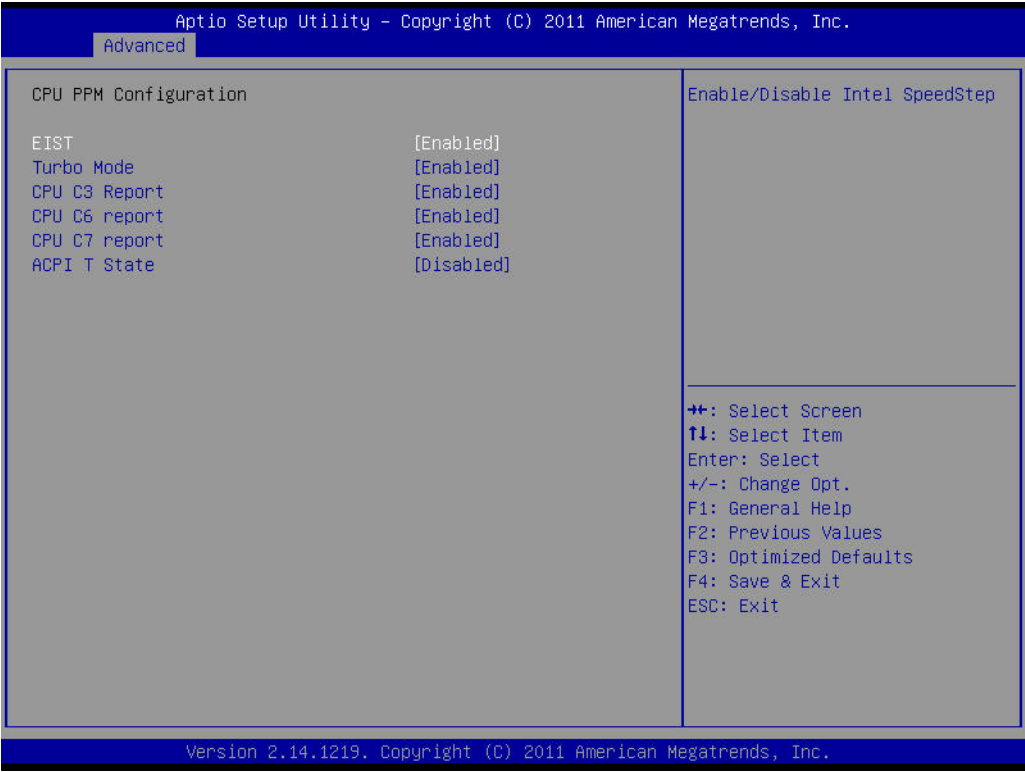 Aptio Setup Utility – Copyright (C) 2011 American Megatrends, Inc.
Advanced
CPU PPM Configuration
EIST [Enabled]
Turbo Mode [Enabled]
CPU C3 Report [Enabled]
CPU C6 report [Enabled]
CPU C7 report [Enabled]
ACPI T State [Disabled]
Enable/Disable Intel SpeedStep
→←: Select Screen
↑↓: Select Item
Enter: Select
+/-: Change Opt.
F1: General Help
F2: Previous Values
F3: Optimized Defaults
F4: Save & Exit
ESC: Exit
Version 2.14.1219. Copyright (C) 2011 American Megatrends, Inc.